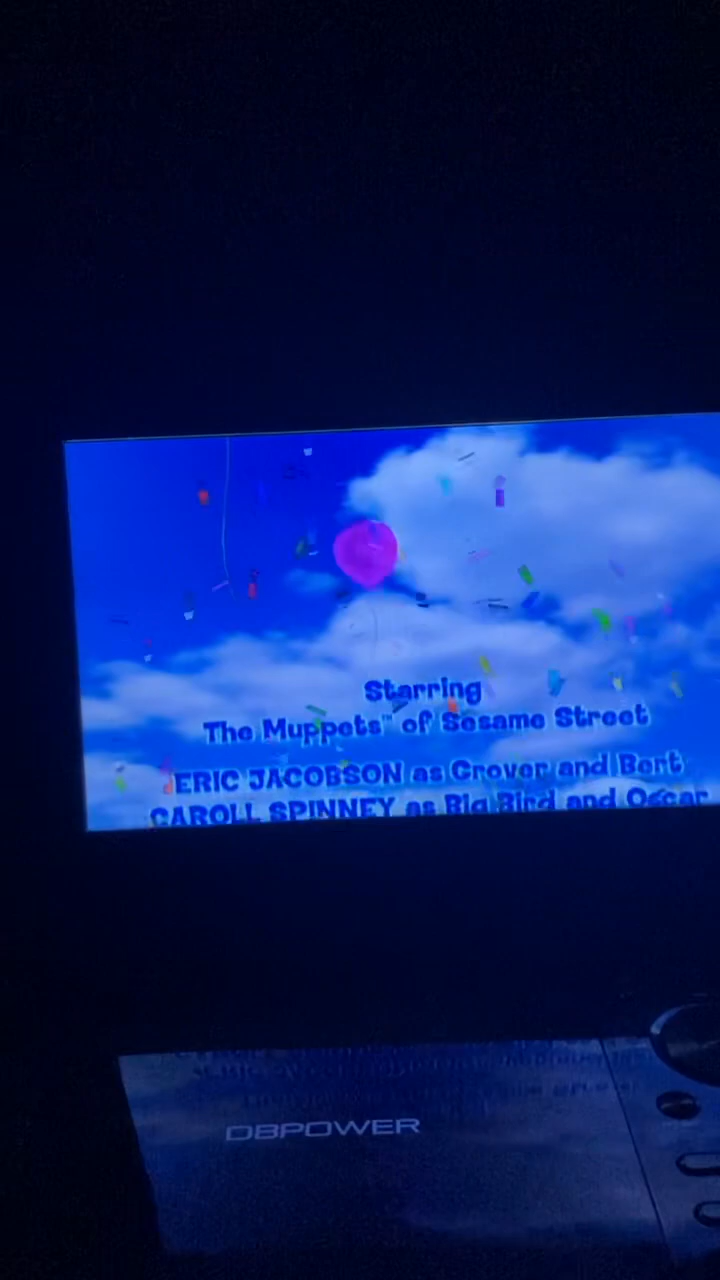 Starring
The Muppets™ of Sesame Street
ERIC JACOBSON as Grover and Bert
CAROLL SPINNEY as Big Bird and Oscar
DBPOWER